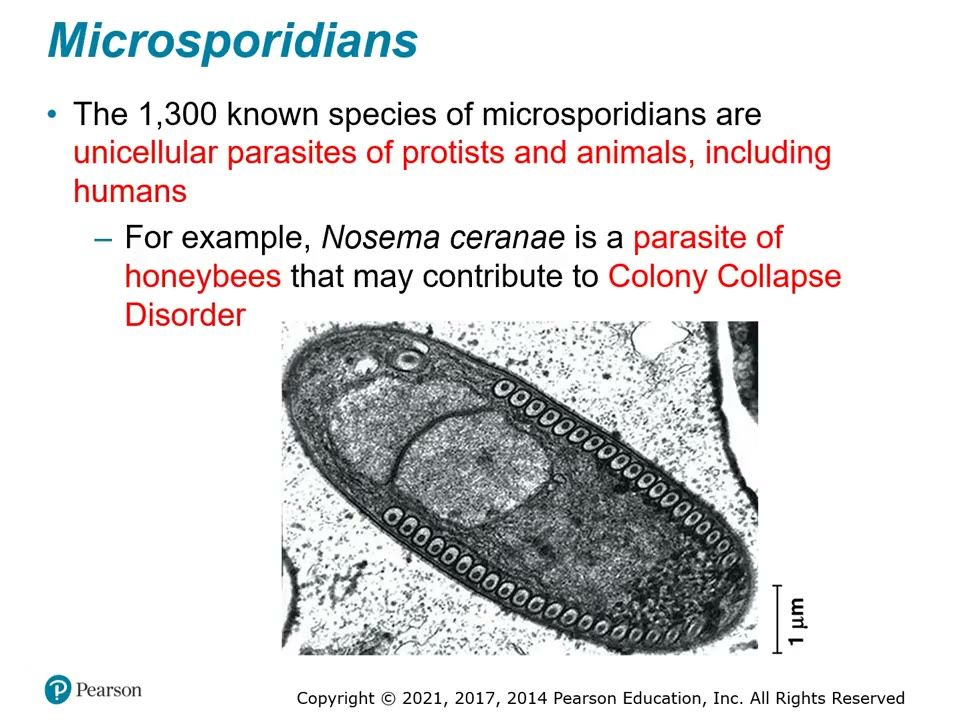 Microsporidians
• The 1,300 known species of microsporidians are
unicellular parasites of protists and animals, including
humans
– For example, Nosema ceranae is a parasite of
honeybees that may contribute to Colony Collapse
Disorder
1 μm
P Pearson
Copyright © 2021, 2017, 2014 Pearson Education, Inc. All Rights Reserved